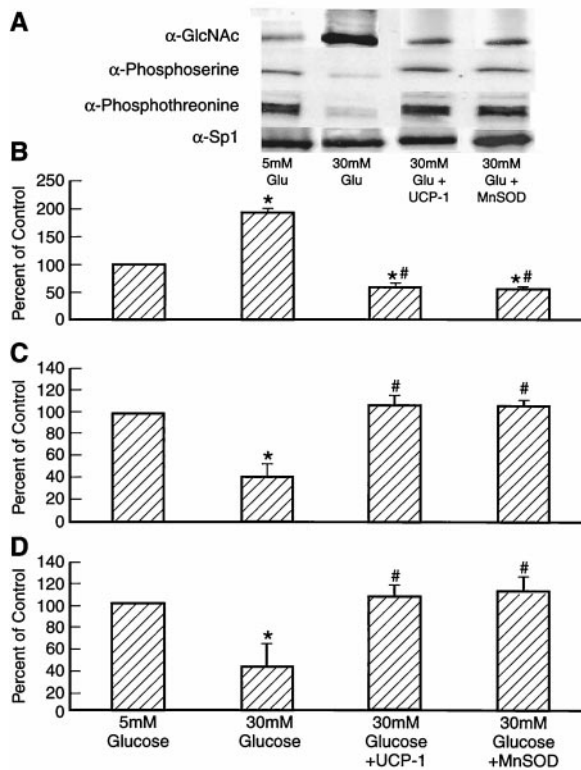 A
α-GlcNAc
α-Phosphoserine
α-Phosphothreonine
α-Sp1
5mM
Glu
30mM
Glu
30mM
Glu +
UCP-1
30mM
Glu +
MnSOD
B
Percent of Control
250
200
150
100
50
0
*
*#
*#
C
Percent of Control
140
120
100
80
60
40
20
0
*
#
#
D
Percent of Control
140
120
100
80
60
40
20
0
*
#
#
5mM
Glucose
30mM
Glucose
30mM
Glucose
+UCP-1
30mM
Glucose
+MnSOD